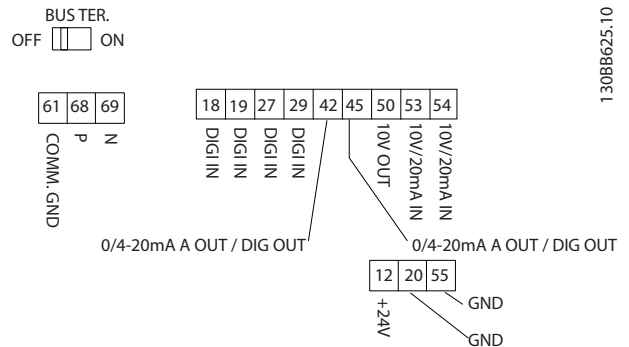 BUS TER.
OFF ON
130BB625.10
61 68 69
COMM. GND
P
N
18 19 27 29 42 45 50 53 54
DIGI IN
DIGI IN
DIGI IN
DIGI IN
10V OUT
10V/20mA IN
10V/20mA IN
0/4-20mA A OUT / DIG OUT
0/4-20mA A OUT / DIG OUT
12 20 55
+24V
GND
GND